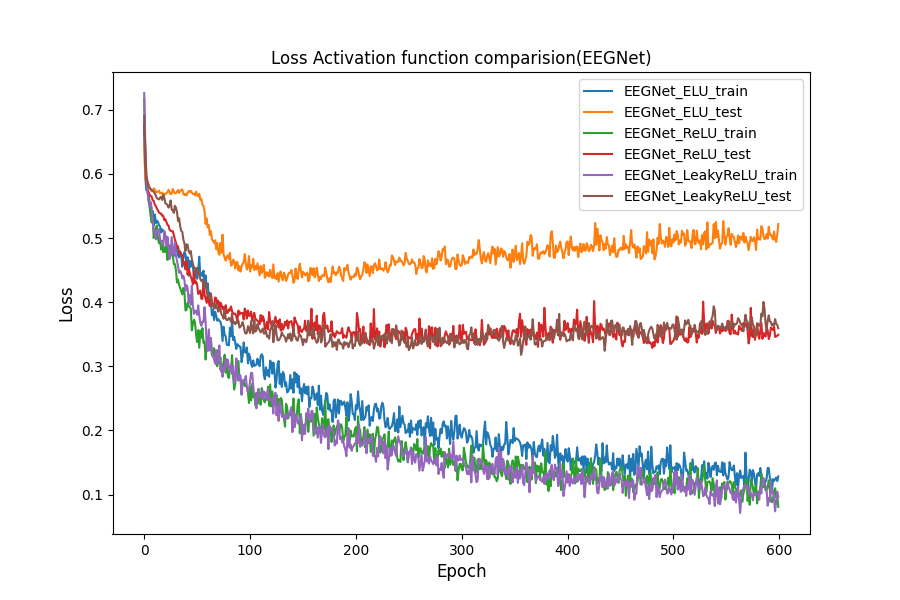 Loss Activation function comparision(EEGNet)
EEGNet_ELU_train
EEGNet_ELU_test
EEGNet_ReLU_train
EEGNet_ReLU_test
EEGNet_LeakyReLU_train
EEGNet_LeakyReLU_test
Loss
0.7
0.6
0.5
0.4
0.3
0.2
0.1
0 100 200 300 400 500 600
Epoch